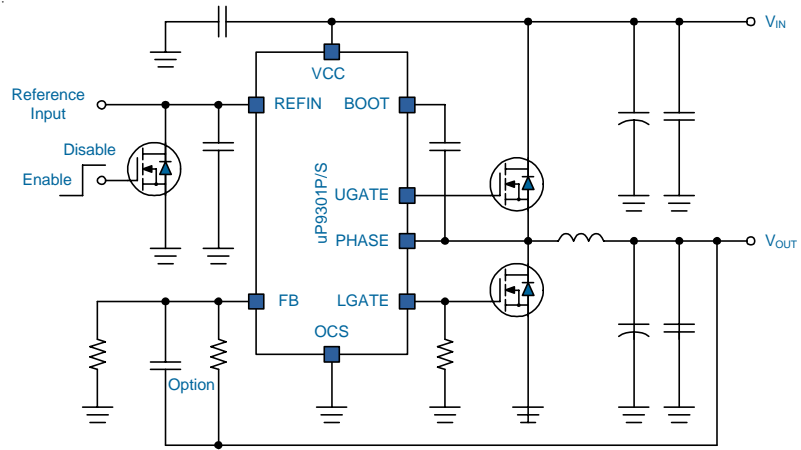 VIN
VCC
Reference
Input
REFIN
BOOT
Disable
Enable
uP9301P/S
UGATE
PHASE
VOUT
FB
LGATE
OCS
Option